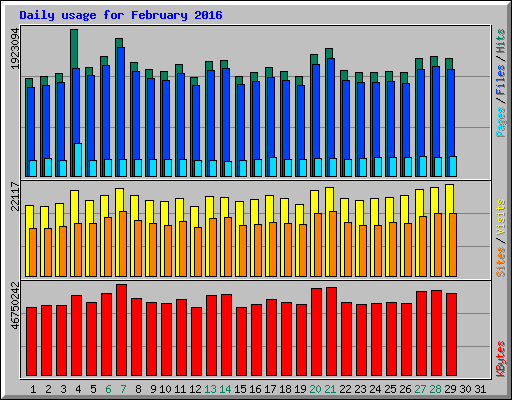 Daily usage for February 2016
1923094
Pages / Files / Hits
22117
Sites / Visits
46750242
KBytes
1 2 3 4 5 6 7 8 9 10 11 12 13 14 15 16 17 18 19 20 21 22 23 24 25 26 27 28 29 30 31